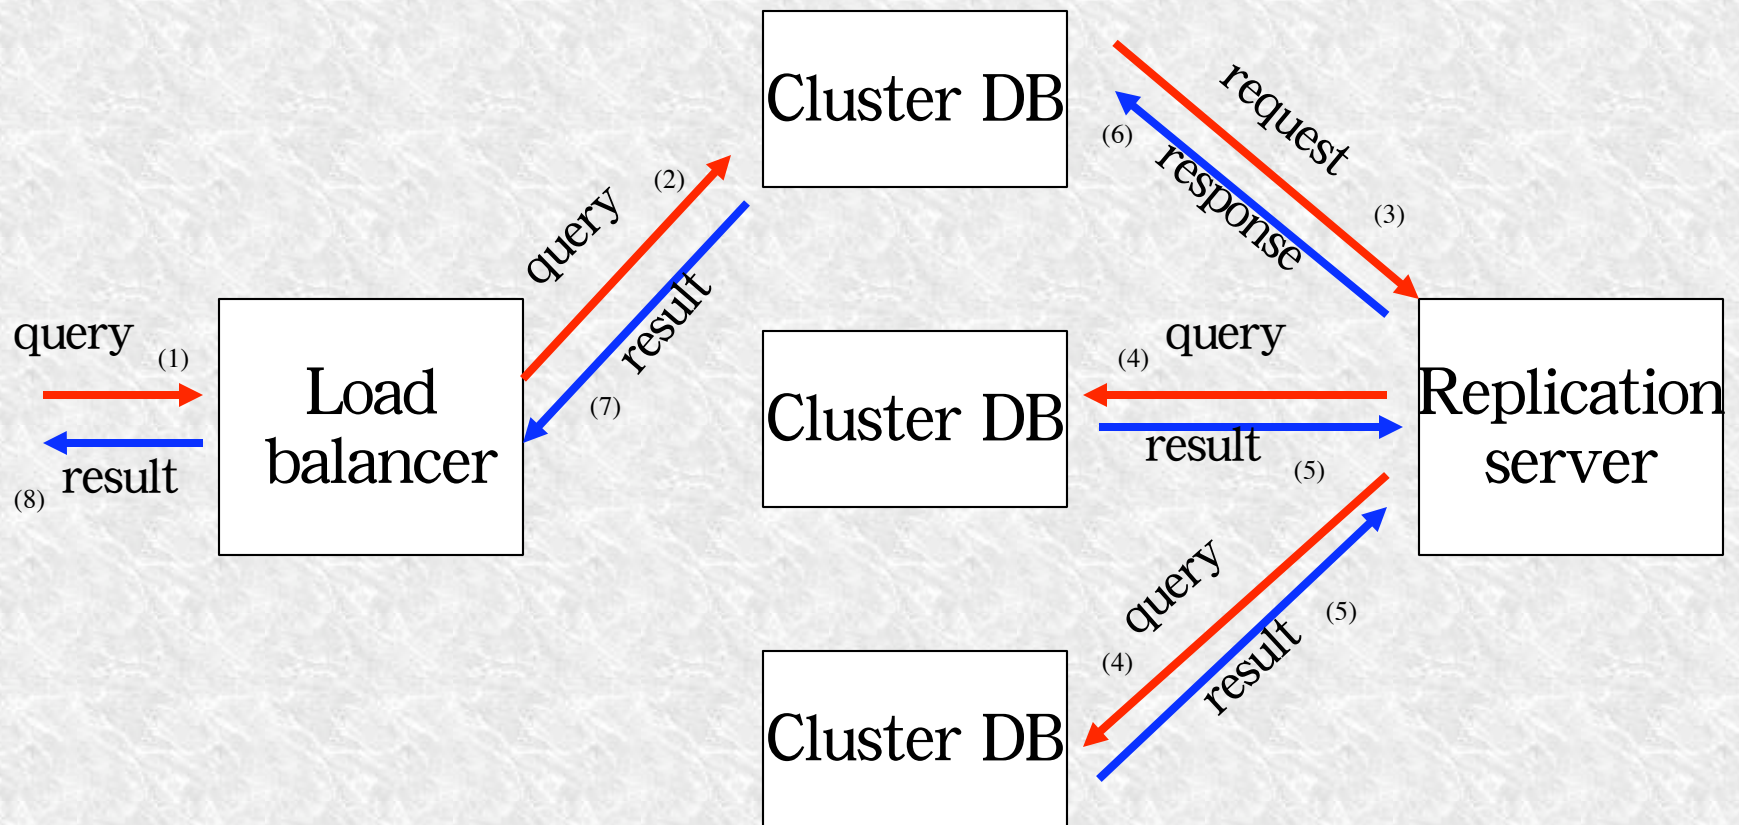 Cluster DB
request
(6)
response
(2)
query
(3)
result
query
(1)
Load
balancer
(7)
result
(8)
(4)
query
Cluster DB
result
(5)
Replication
server
query
(4)
(5)
result
Cluster DB